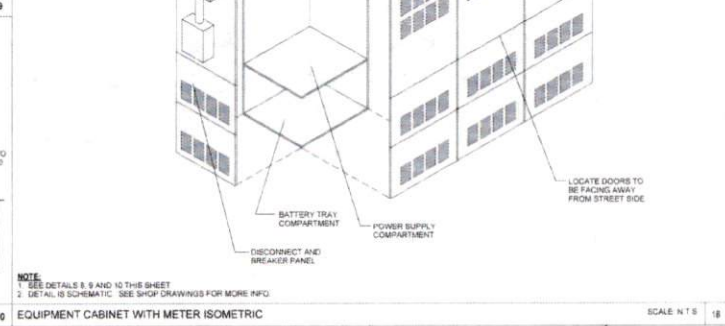 LOCATE DOORS TO
BE FACING AWAY
FROM STREET SIDE
BATTERY TRAY
COMPARTMENT
POWER SUPPLY
COMPARTMENT
DISCONNECT AND
BREAKER PANEL
NOTE:
1. SEE DETAILS 8, 9 AND 10 THIS SHEET
2. DETAIL IS SCHEMATIC. SEE SHOP DRAWINGS FOR MORE INFO.
EQUIPMENT CABINET WITH METER ISOMETRIC
SCALE: N T S